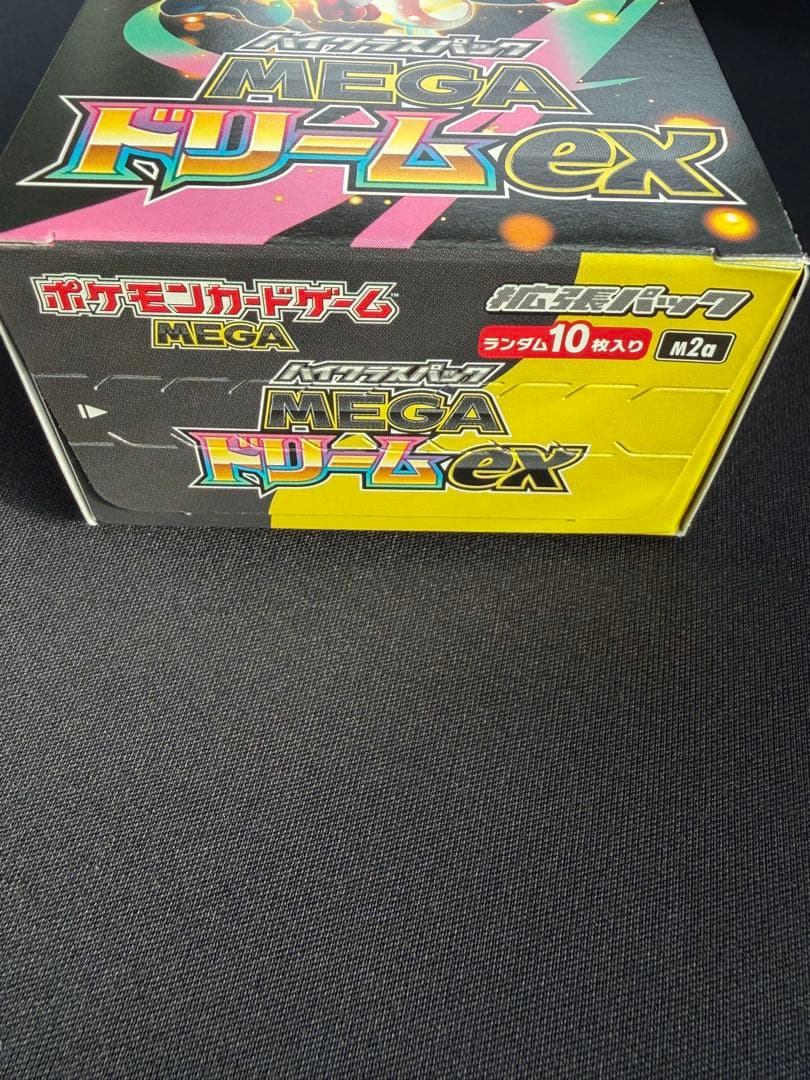 ハイクラスパック
MEGA
ドリームex
ポケモンカードゲーム™
MEGA
拡張パック
ランダム10枚入り
M2a
ハイクラスパック
MEGA
ドリームex